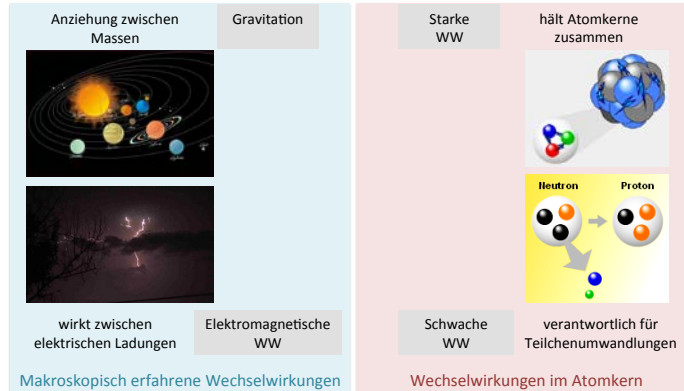 Anziehung zwischen
Massen
Gravitation
Starke
WW
hält Atomkerne
zusammen
Neutron
Proton
wirkt zwischen
elektrischen Ladungen
Elektromagnetische
WW
Schwache
WW
verantwortlich für
Teilchenumwandlungen
Makroskopisch erfahrene Wechselwirkungen
Wechselwirkungen im Atomkern